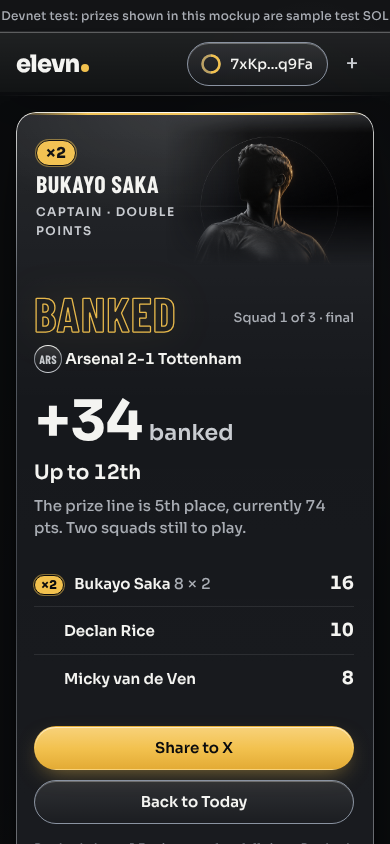 Devnet test: prizes shown in this mockup are sample test SOL
elevn.
7xKp...q9Fa
+
×2
BUKAYO SAKA
CAPTAIN · DOUBLE
POINTS
BANKED
Squad 1 of 3 · final
ARS Arsenal 2–1 Tottenham
+34 banked
Up to 12th
The prize line is 5th place, currently 74
pts. Two squads still to play.
×2 Bukayo Saka 8 × 2 16
Declan Rice 10
Micky van de Ven 8
Share to X
Back to Today